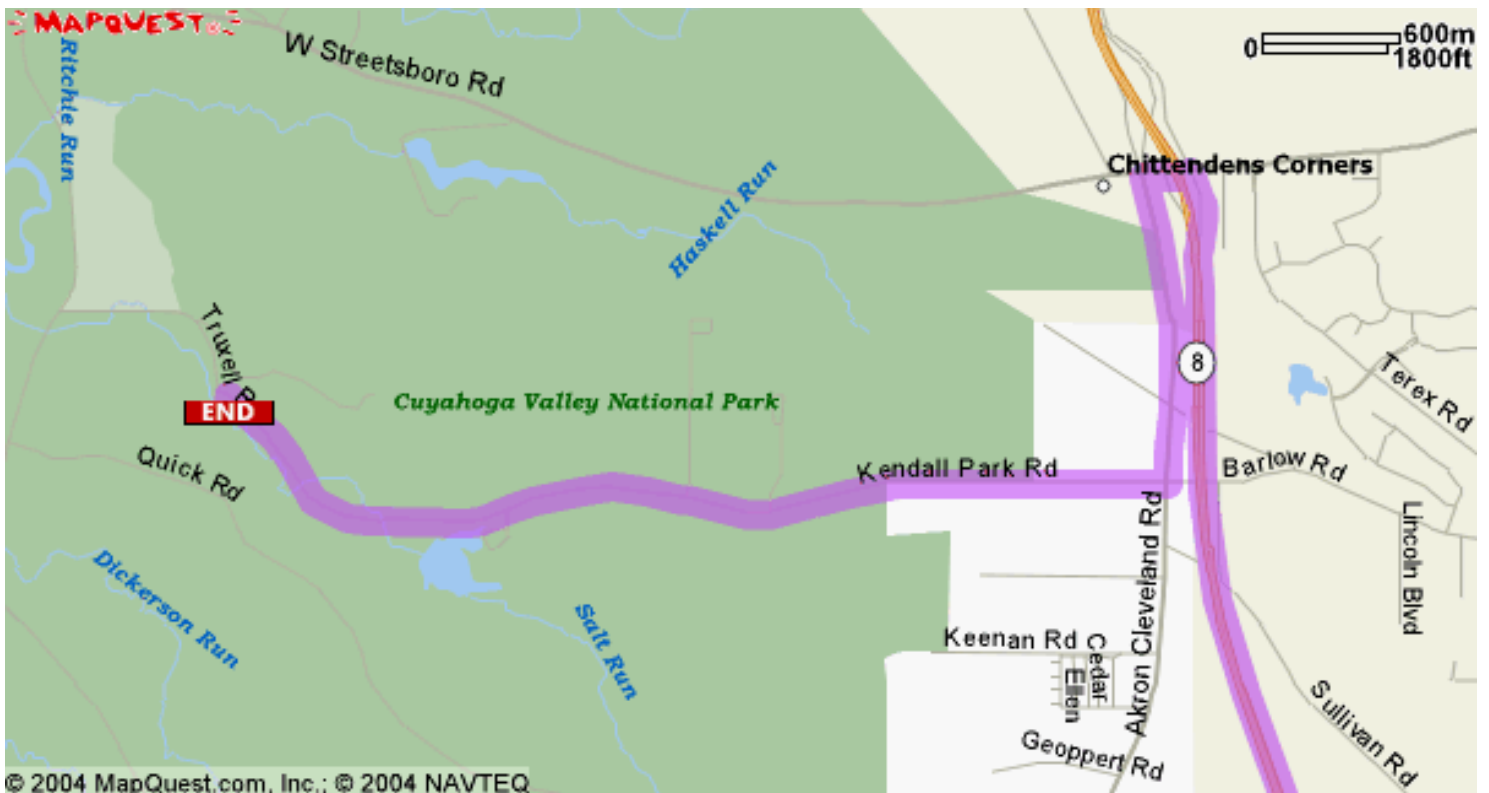 MAPQUEST
600m
0
1800ft
W Streetsboro Rd
Ritchie Run
Chittendens Corners
Haskell Run
Truxell R
8
Terex Rd
END
Cuyahoga Valley National Park
Quick Rd
Kendall Park Rd
Barlow Rd
Lincoln Blvd
Akron Cleveland Rd
Dickerson Run
Salt Run
Keenan Rd
Cedar
Ellen
Sullivan Rd
Geoppert Rd
© 2004 MapQuest.com, Inc.; © 2004 NAVTEQ